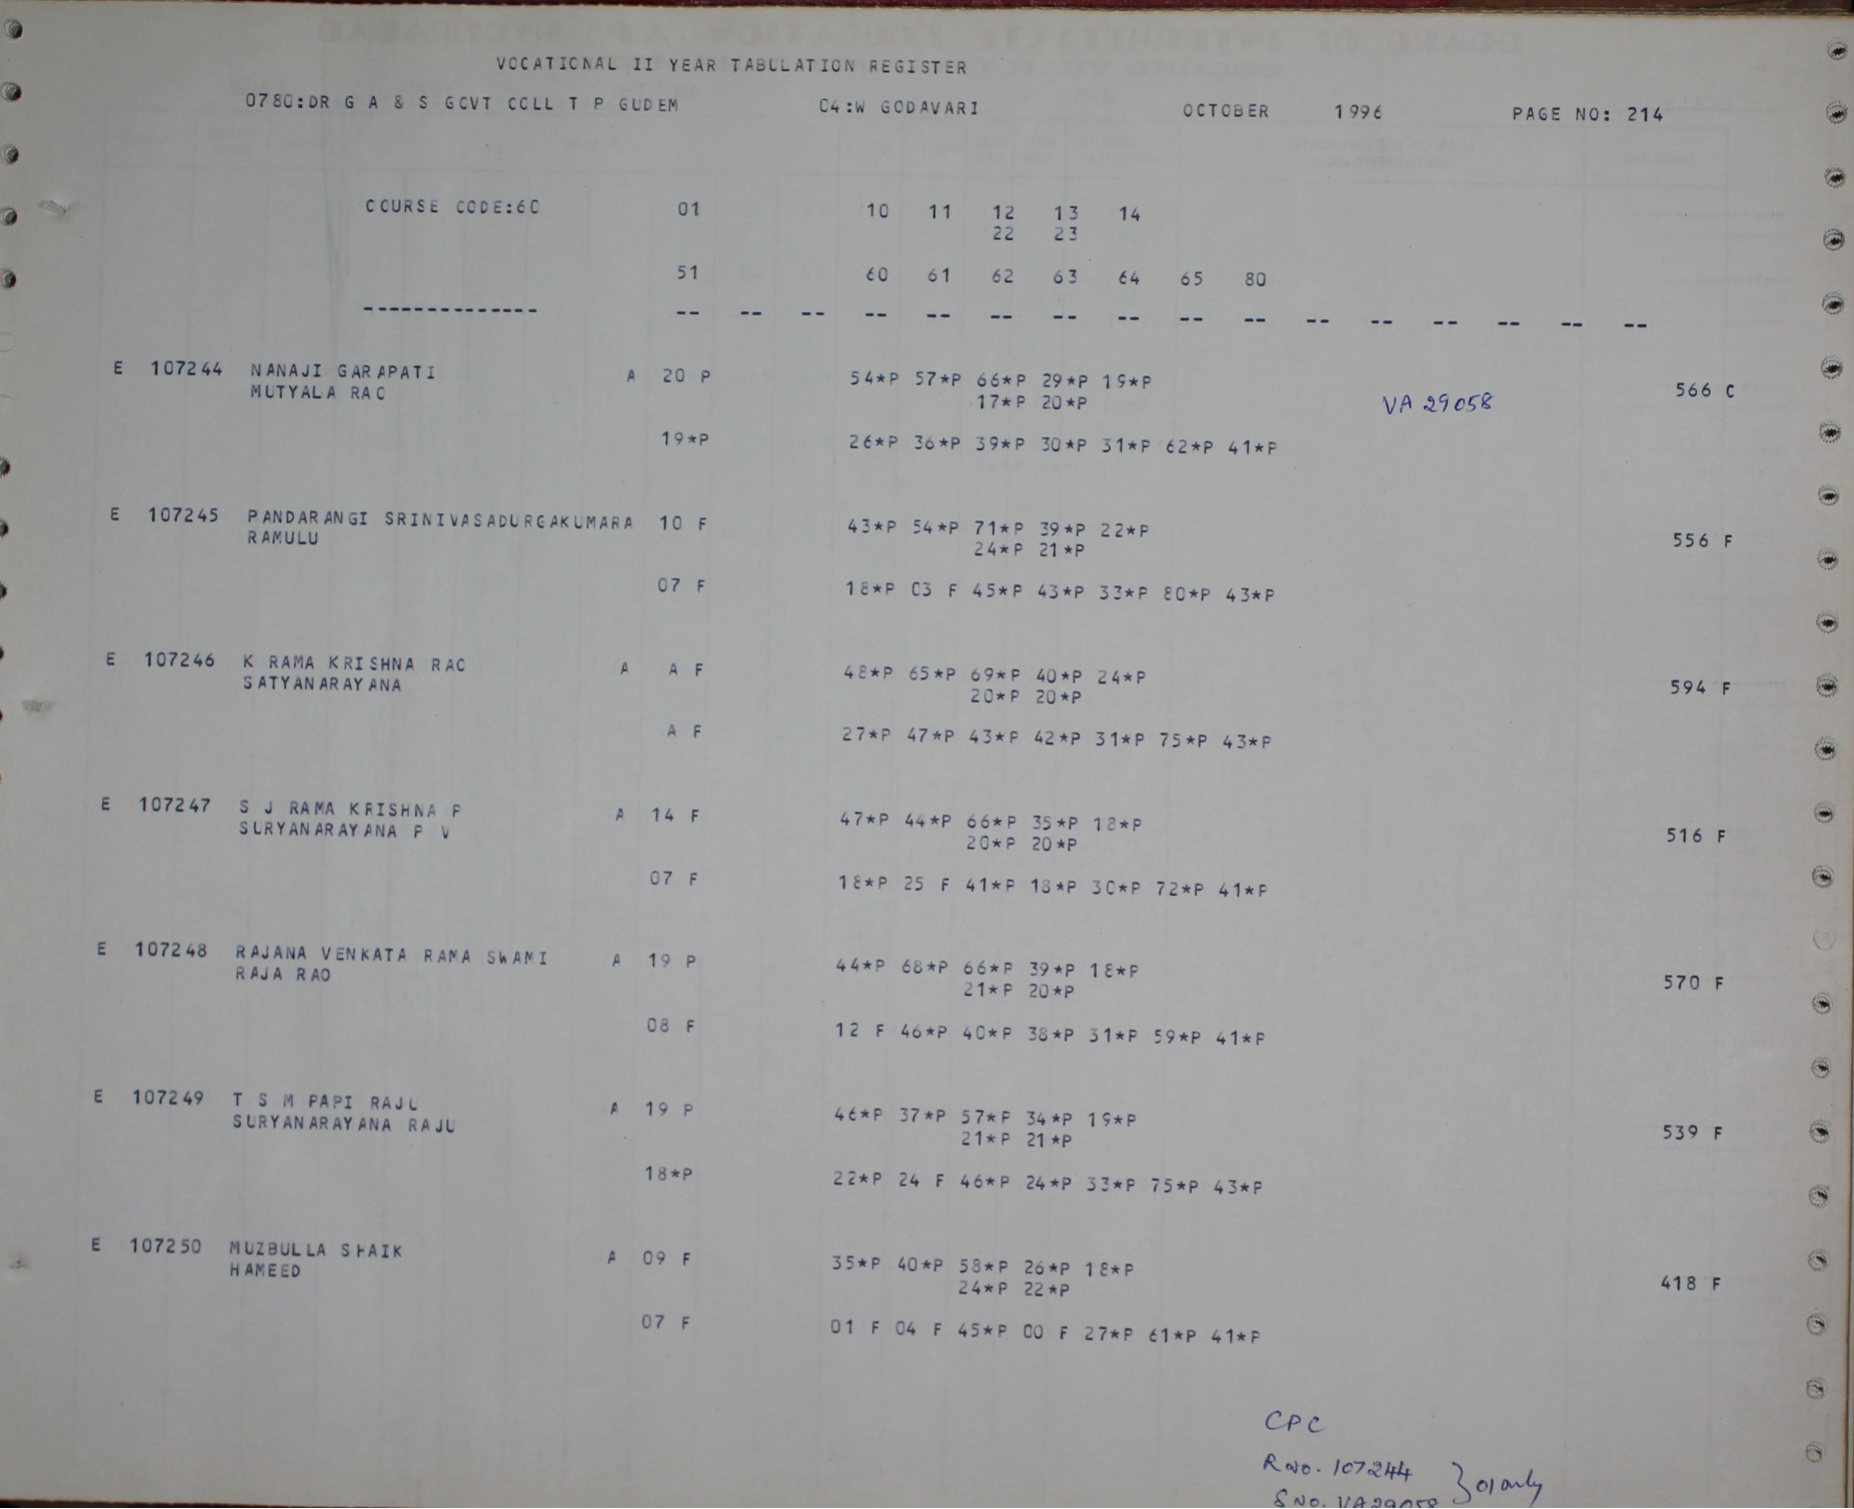 VOCATIONAL II YEAR TABULATION REGISTER
0780:DR G A & S GOVT COLL T P GUDEM 04:W GODAVARI OCTOBER 1996 PAGE NO: 214
COURSE CODE:60 01 10 11 12 13 14
22 23
51 60 61 62 63 64 65 80
-------------- -- -- -- -- -- -- -- -- -- -- -- -- -- -- -- --
E 107244 NANAJI GARAPATI A 20 P 54*P 57*P 66*P 29*P 19*P 566 C
MUTYALA RAO 17*P 20*P VA 29058
19*P 26*P 36*P 39*P 30*P 31*P 62*P 41*P
E 107245 PANDARANGI SRINIVASADURGAKUMARA 10 F 43*P 54*P 71*P 39*P 22*P 556 F
RAMULU 24*P 21*P
07 F 18*P 03 F 45*P 43*P 33*P 80*P 43*P
E 107246 K RAMA KRISHNA RAO A A F 48*P 65*P 69*P 40*P 24*P 594 F
SATYANARAYANA 20*P 20*P
A F 27*P 47*P 43*P 42*P 31*P 75*P 43*P
E 107247 S J RAMA KRISHNA P A 14 F 47*P 44*P 66*P 35*P 18*P 516 F
SURYANARAYANA P V 20*P 20*P
07 F 18*P 25 F 41*P 18*P 30*P 72*P 41*P
E 107248 RAJANA VENKATA RAMA SWAMI A 19 P 44*P 68*P 66*P 39*P 18*P 570 F
RAJA RAO 21*P 20*P
08 F 12 F 46*P 40*P 38*P 31*P 59*P 41*P
E 107249 T S M PAPI RAJU A 19 P 46*P 37*P 57*P 34*P 19*P 539 F
SURYANARAYANA RAJU 21*P 21*P
18*P 22*P 24 F 46*P 24*P 33*P 75*P 43*P
E 107250 MUZBULLA SHAIK A 09 F 35*P 40*P 58*P 26*P 18*P 418 F
HAMEED 24*P 22*P
07 F 01 F 04 F 45*P 00 F 27*P 61*P 41*P
CPC
R No. 107244 } 01 only
S No. VA 29058